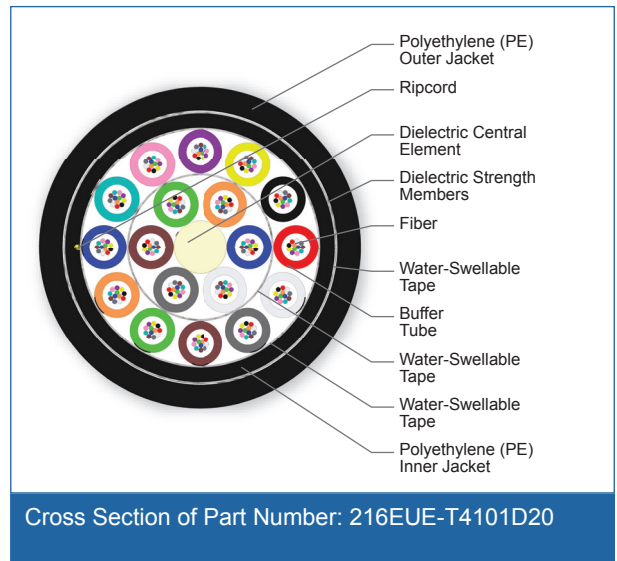 Polyethylene (PE)
Outer Jacket
Ripcord
Dielectric Central
Element
Dielectric Strength
Members
Fiber
Water-Swellable
Tape
Buffer
Tube
Water-Swellable
Tape
Water-Swellable
Tape
Polyethylene (PE)
Inner Jacket
Cross Section of Part Number: 216EUE-T4101D20